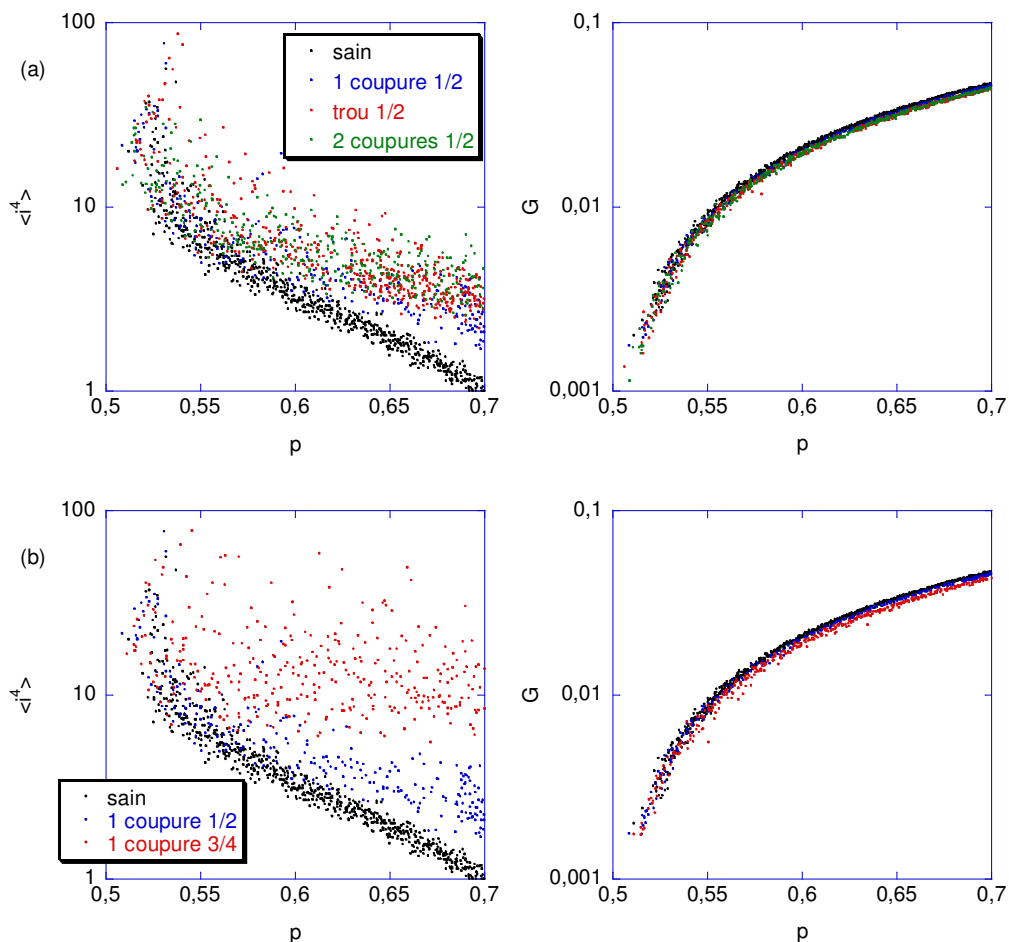 (a)
100
10
1
<i⁴>
sain
1 coupure 1/2
trou 1/2
2 coupures 1/2
0,5
0,55
0,6
0,65
0,7
p
0,1
0,01
0,001
G
0,5
0,55
0,6
0,65
0,7
p
(b)
100
10
1
<i⁴>
sain
1 coupure 1/2
1 coupure 3/4
0,5
0,55
0,6
0,65
0,7
p
0,1
0,01
0,001
G
0,5
0,55
0,6
0,65
0,7
p